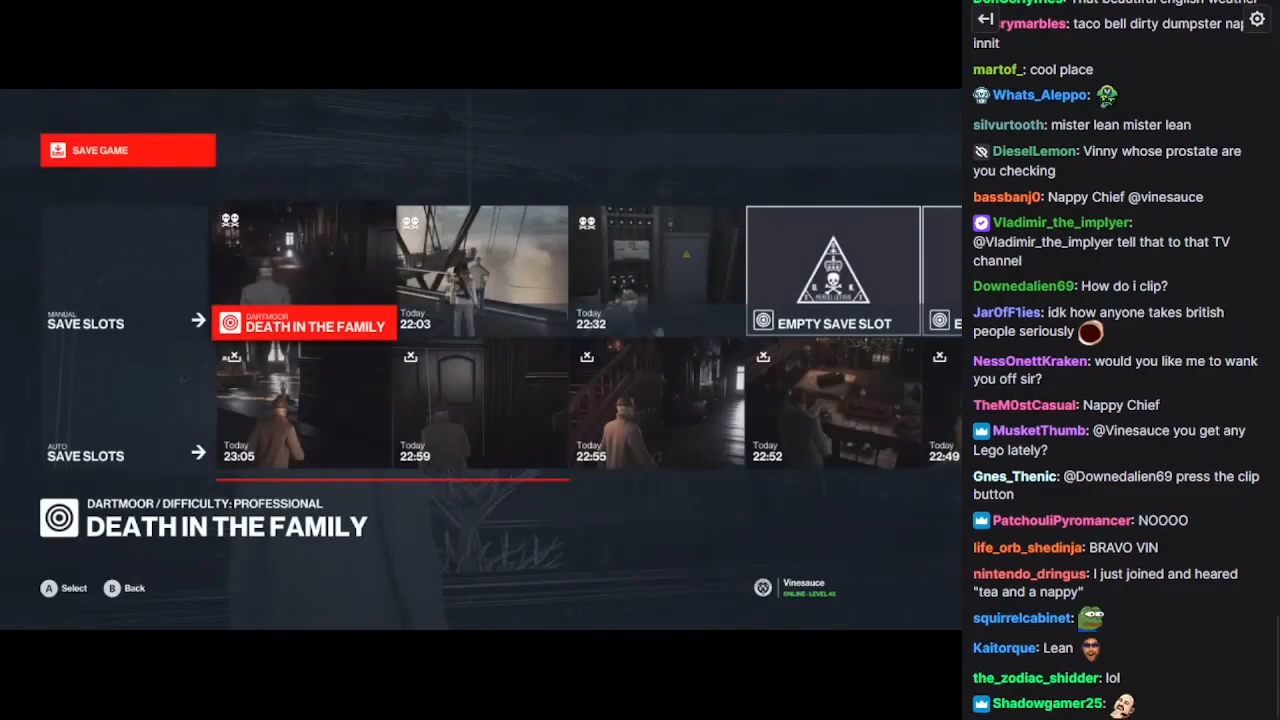 SAVE GAME
MANUAL
SAVE SLOTS
DARTMOOR
DEATH IN THE FAMILY
22:03
Today
22:32
EMPTY SAVE SLOT
E
AUTO
SAVE SLOTS
Today
23:05
Today
22:59
Today
22:55
Today
22:52
Today
22:49
DARTMOOR / DIFFICULTY: PROFESSIONAL
DEATH IN THE FAMILY
A Select
B Back
Vinesauce
ONLINE - LEVEL 45
rymarbles: taco bell dirty dumpster nap
innit
martof_: cool place
Whats_Aleppo:
silvurtooth: mister lean mister lean
DieselLemon: Vinny whose prostate are
you checking
bassbanj0: Nappy Chief @vinesauce
Vladimir_the_implyer:
@Vladimir_the_implyer tell that to that TV
channel
Downedalien69: How do i clip?
Jar0fF1ies: idk how anyone takes british
people seriously
NessOnettKraken: would you like me to wank
you off sir?
TheM0stCasual: Nappy Chief
MusketThumb: @Vinesauce you get any
Lego lately?
Gnes_Thenic: @Downedalien69 press the clip
button
PatchouliPyromancer: NOOOO
life_orb_shedinja: BRAVO VIN
nintendo_dringus: I just joined and heared
"tea and a nappy"
squirrelcabinet:
Kaitorque: Lean
the_zodiac_shidder: lol
Shadowgamer25: